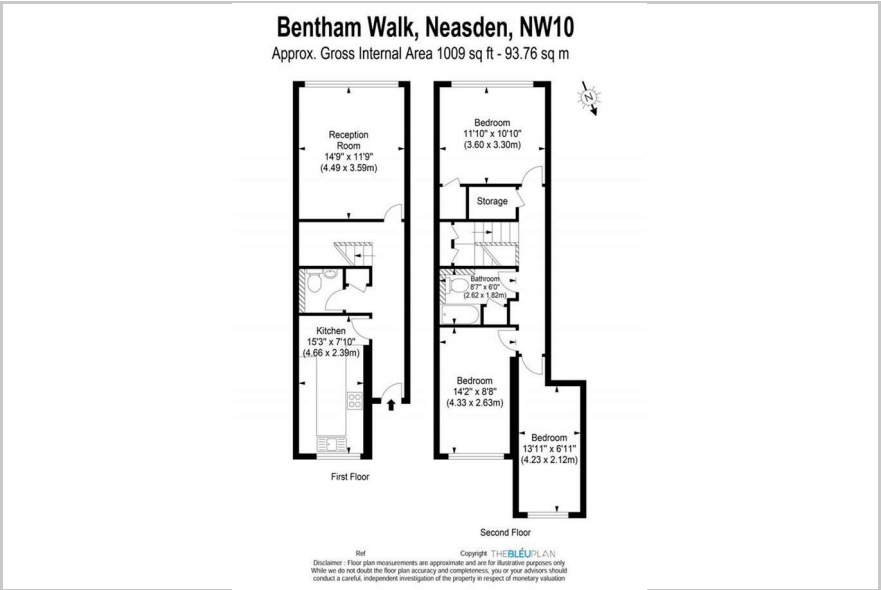 Bentham Walk, Neasden, NW10
Approx. Gross Internal Area 1009 sq ft - 93.76 sq m
N
Reception
Room
14'9" x 11'9"
(4.49 x 3.59m)
Kitchen
15'3" x 7'10"
(4.66 x 2.39m)
First Floor
Bedroom
11'10" x 10'10"
(3.60 x 3.30m)
Storage
Bathroom
8'7" x 6'0"
(2.62 x 1.82m)
Bedroom
14'2" x 8'8"
(4.33 x 2.63m)
Bedroom
13'11" x 6'11"
(4.23 x 2.12m)
Second Floor
Ref
Copyright THEBLÉUPLAN
Disclaimer : Floor plan measurements are approximate and are for illustrative purposes only
While we do not doubt the floor plan accuracy and completeness, you or your advisors should
conduct a careful, independent investigation of the property in respect of monetary valuation